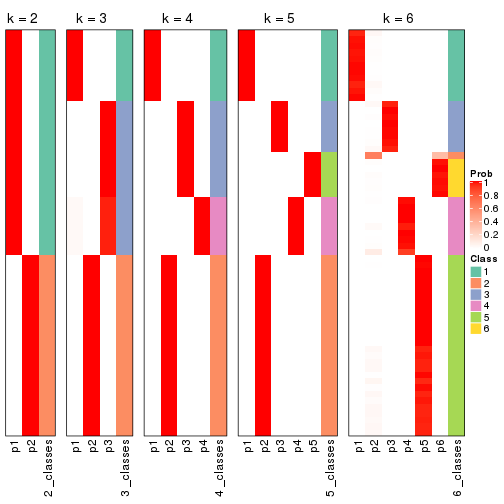 k = 2
k = 3
k = 4
k = 5
k = 6
Prob
1
0.8
0.6
0.4
0.2
0
Class
1
2
3
4
5
6
p1
p2
2_classes
p1
p2
p3
3_classes
p1
p2
p3
p4
4_classes
p1
p2
p3
p4
p5
5_classes
p1
p2
p3
p4
p5
p6
6_classes